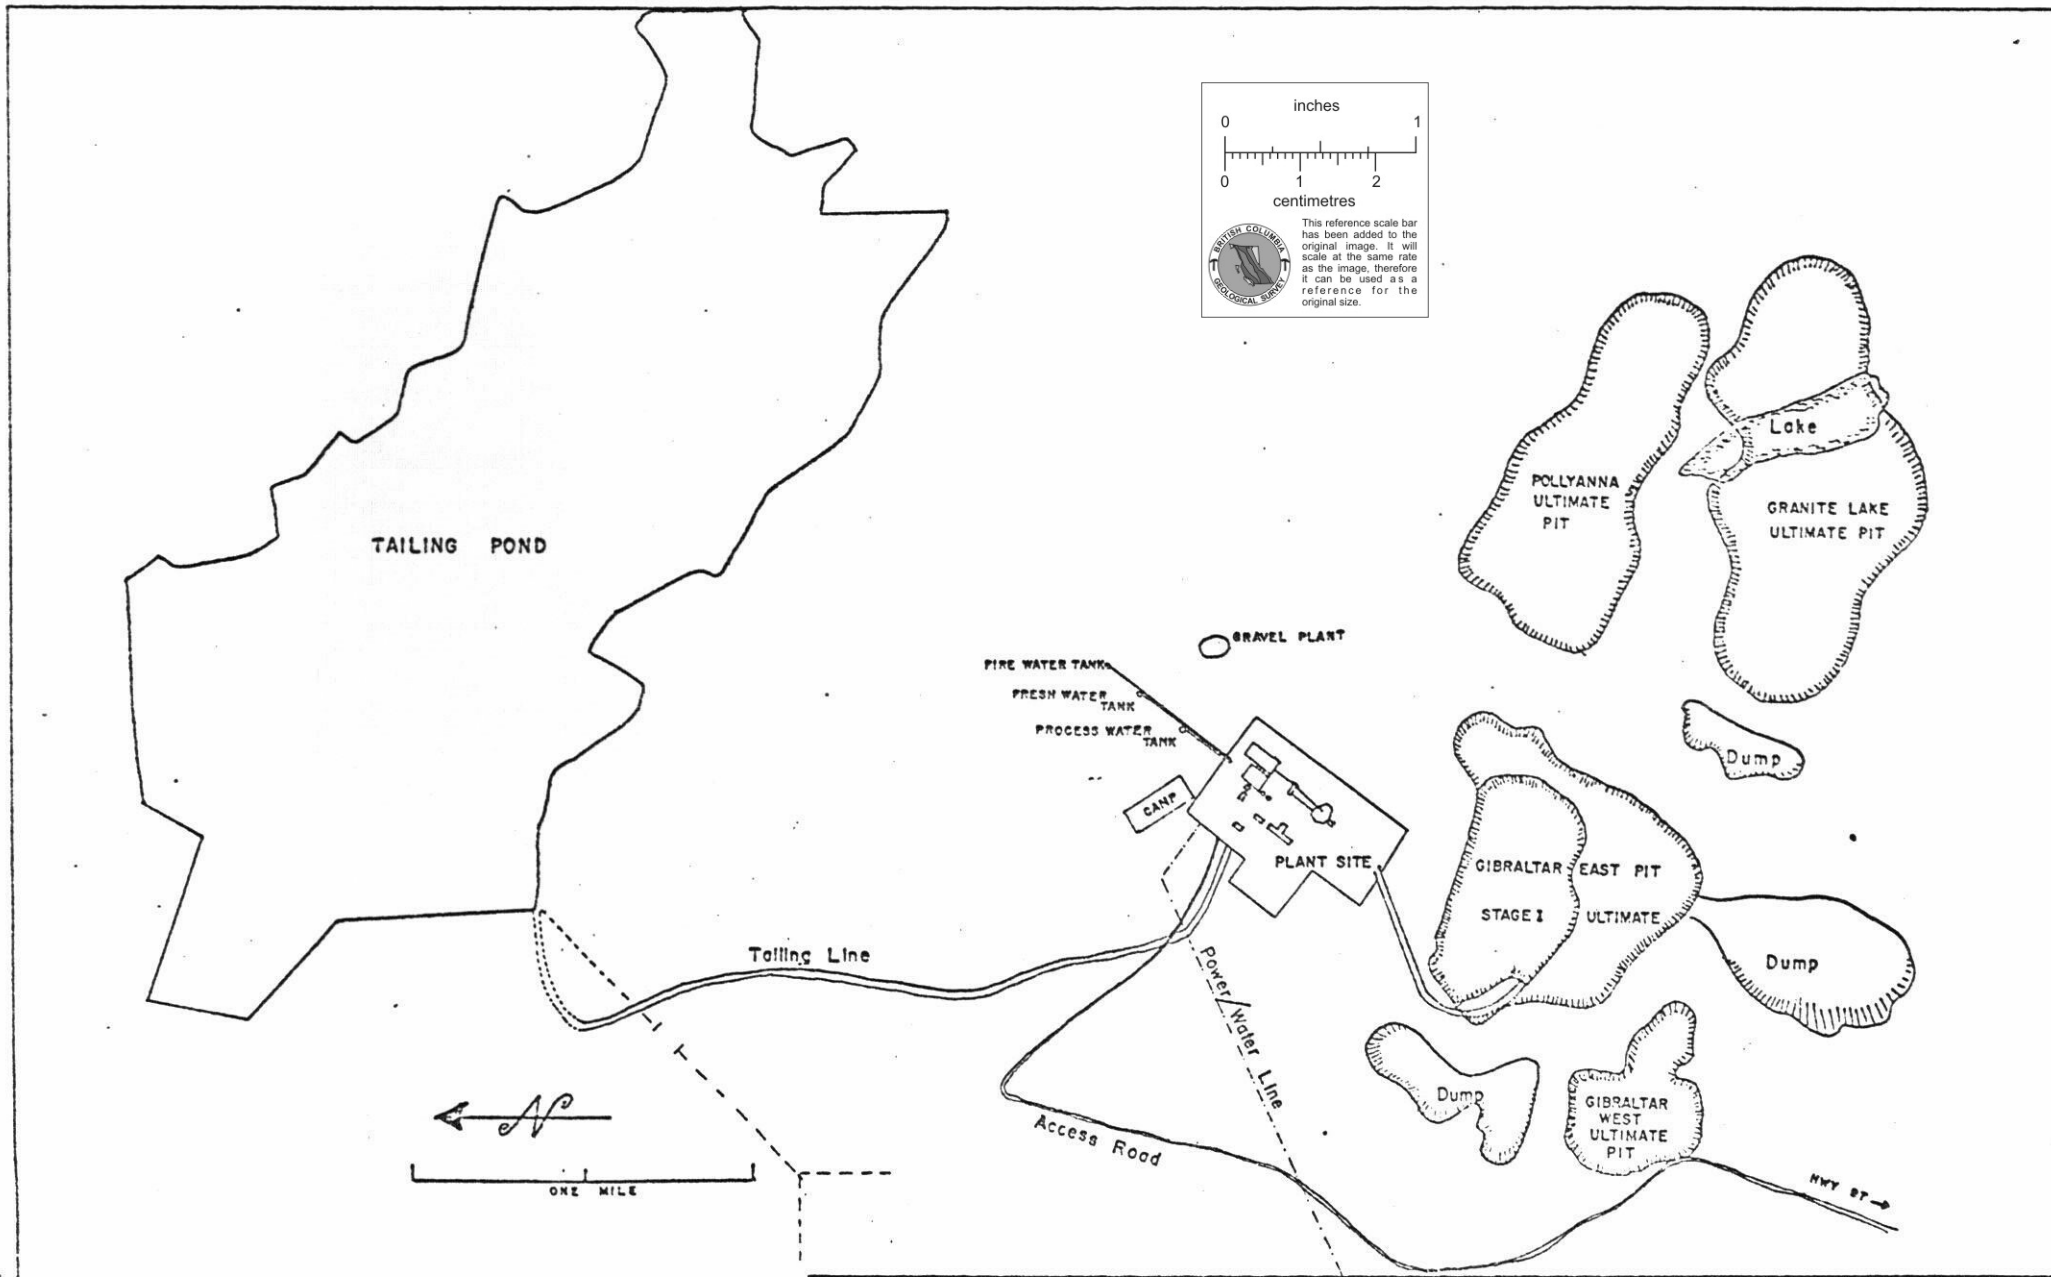 inches
0 1
0 1 2
centimetres
BRITISH COLUMBIA
GEOLOGICAL SURVEY
This reference scale bar
has been added to the
original image. It will
scale at the same rate
as the image, therefore
it can be used as a
reference for the
original size.
Lake
POLLYANNA
ULTIMATE
PIT
GRANITE LAKE
ULTIMATE PIT
TAILING POND
GRAVEL PLANT
FIRE WATER TANK
FRESH WATER
TANK
PROCESS WATER
TANK
CAMP
PLANT SITE
Dump
GIBRALTAR EAST PIT
STAGE I ULTIMATE
Tailing Line
Power/Water Line
Dump
Dump
GIBRALTAR
WEST
ULTIMATE
PIT
Access Road
N
ONE MILE
HWY 97